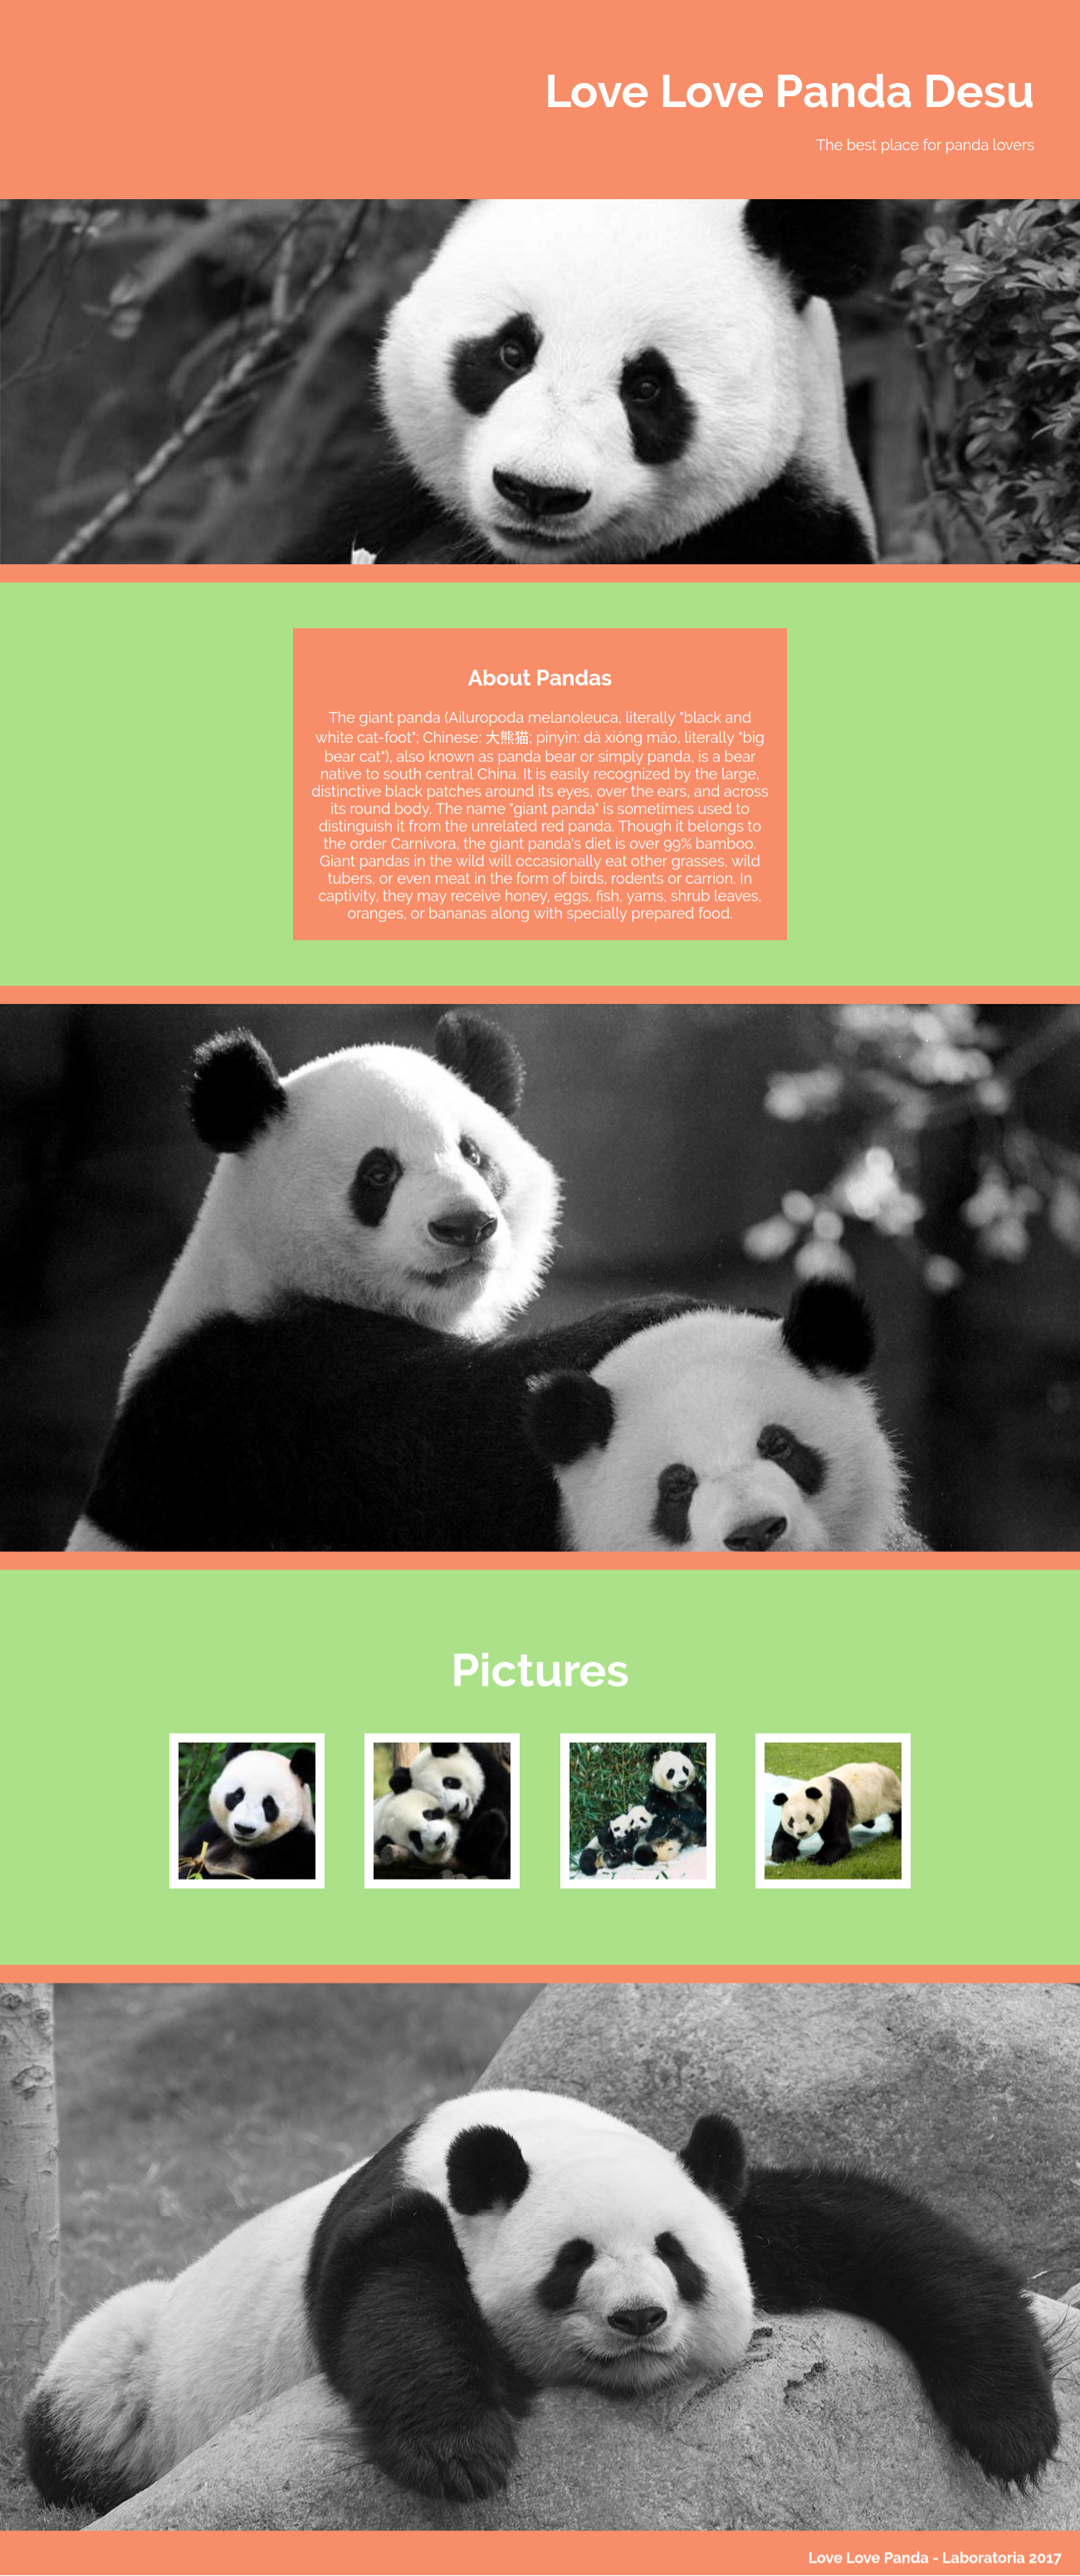 Love Love Panda Desu
The best place for panda lovers
About Pandas
The giant panda (Ailuropoda melanoleuca, literally "black and
white cat-foot"; Chinese: 大熊猫; pinyin: dà xióng māo, literally "big
bear cat"), also known as panda bear or simply panda, is a bear
native to south central China. It is easily recognized by the large,
distinctive black patches around its eyes, over the ears, and across
its round body. The name "giant panda" is sometimes used to
distinguish it from the unrelated red panda. Though it belongs to
the order Carnivora, the giant panda's diet is over 99% bamboo.
Giant pandas in the wild will occasionally eat other grasses, wild
tubers, or even meat in the form of birds, rodents or carrion. In
captivity, they may receive honey, eggs, fish, yams, shrub leaves,
oranges, or bananas along with specially prepared food.
Pictures
Love Love Panda - Laboratoria 2017